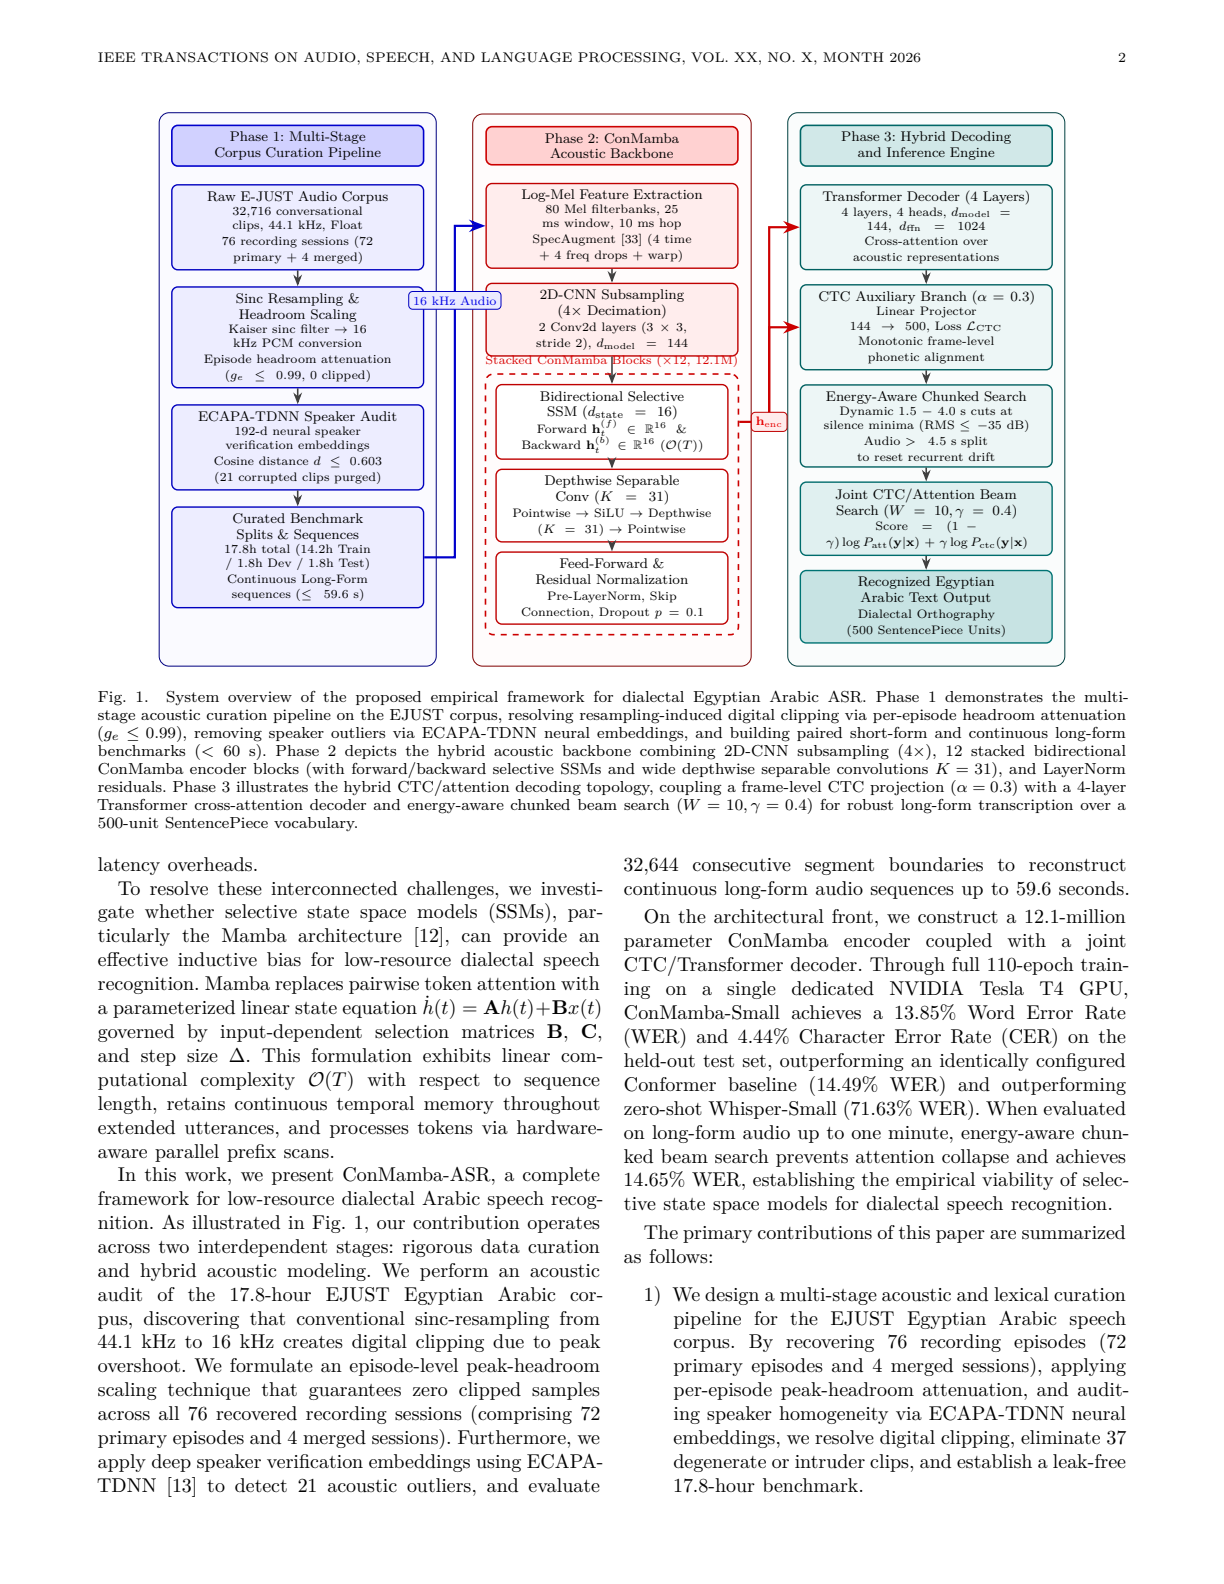 IEEE TRANSACTIONS ON AUDIO, SPEECH, AND LANGUAGE PROCESSING, VOL. XX, NO. X, MONTH 2026 2
Phase 1: Multi-Stage
Corpus Curation Pipeline
Raw E-JUST Audio Corpus
32,716 conversational
clips, 44.1 kHz, Float
76 recording sessions (72
primary + 4 merged)
Sinc Resampling &
Headroom Scaling
Kaiser sinc filter → 16
kHz PCM conversion
Episode headroom attenuation
(gₑ ≤ 0.99, 0 clipped)
ECAPA-TDNN Speaker Audit
192-d neural speaker
verification embeddings
Cosine distance d ≤ 0.603
(21 corrupted clips purged)
Curated Benchmark
Splits & Sequences
17.8h total (14.2h Train
/ 1.8h Dev / 1.8h Test)
Continuous Long-Form
sequences (≤ 59.6 s)
16 kHz Audio
Phase 2: ConMamba
Acoustic Backbone
Log-Mel Feature Extraction
80 Mel filterbanks, 25
ms window, 10 ms hop
SpecAugment [33] (4 time
+ 4 freq drops + warp)
2D-CNN Subsampling
(4× Decimation)
2 Conv2d layers (3 × 3,
stride 2), d_model = 144
Stacked ConMamba Blocks (×12, 12.1M)
Bidirectional Selective
SSM (d_state = 16)
Forward h_t^(f) ∈ ℝ¹⁶ &
Backward h_t^(b) ∈ ℝ¹⁶ (𝒪(T))
Depthwise Separable
Conv (K = 31)
Pointwise → SiLU → Depthwise
(K = 31) → Pointwise
Feed-Forward &
Residual Normalization
Pre-LayerNorm, Skip
Connection, Dropout p = 0.1
h_enc
Phase 3: Hybrid Decoding
and Inference Engine
Transformer Decoder (4 Layers)
4 layers, 4 heads, d_model =
144, d_ffn = 1024
Cross-attention over
acoustic representations
CTC Auxiliary Branch (α = 0.3)
Linear Projector
144 → 500, Loss ℒ_CTC
Monotonic frame-level
phonetic alignment
Energy-Aware Chunked Search
Dynamic 1.5 − 4.0 s cuts at
silence minima (RMS ≤ −35 dB)
Audio > 4.5 s split
to reset recurrent drift
Joint CTC/Attention Beam
Search (W = 10, γ = 0.4)
Score = (1 −
γ) log P_att(y|x) + γ log P_ctc(y|x)
Recognized Egyptian
Arabic Text Output
Dialectal Orthography
(500 SentencePiece Units)
Fig. 1. System overview of the proposed empirical framework for dialectal Egyptian Arabic ASR. Phase 1 demonstrates the multi-
stage acoustic curation pipeline on the EJUST corpus, resolving resampling-induced digital clipping via per-episode headroom attenuation
(gₑ ≤ 0.99), removing speaker outliers via ECAPA-TDNN neural embeddings, and building paired short-form and continuous long-form
benchmarks (< 60 s). Phase 2 depicts the hybrid acoustic backbone combining 2D-CNN subsampling (4×), 12 stacked bidirectional
ConMamba encoder blocks (with forward/backward selective SSMs and wide depthwise separable convolutions K = 31), and LayerNorm
residuals. Phase 3 illustrates the hybrid CTC/attention decoding topology, coupling a frame-level CTC projection (α = 0.3) with a 4-layer
Transformer cross-attention decoder and energy-aware chunked beam search (W = 10, γ = 0.4) for robust long-form transcription over a
500-unit SentencePiece vocabulary.
latency overheads.
To resolve these interconnected challenges, we investi-
gate whether selective state space models (SSMs), par-
ticularly the Mamba architecture [12], can provide an
effective inductive bias for low-resource dialectal speech
recognition. Mamba replaces pairwise token attention with
a parameterized linear state equation ḣ(t) = Ah(t)+Bx(t)
governed by input-dependent selection matrices B, C,
and step size Δ. This formulation exhibits linear com-
putational complexity 𝒪(T) with respect to sequence
length, retains continuous temporal memory throughout
extended utterances, and processes tokens via hardware-
aware parallel prefix scans.
In this work, we present ConMamba-ASR, a complete
framework for low-resource dialectal Arabic speech recog-
nition. As illustrated in Fig. 1, our contribution operates
across two interdependent stages: rigorous data curation
and hybrid acoustic modeling. We perform an acoustic
audit of the 17.8-hour EJUST Egyptian Arabic cor-
pus, discovering that conventional sinc-resampling from
44.1 kHz to 16 kHz creates digital clipping due to peak
overshoot. We formulate an episode-level peak-headroom
scaling technique that guarantees zero clipped samples
across all 76 recovered recording sessions (comprising 72
primary episodes and 4 merged sessions). Furthermore, we
apply deep speaker verification embeddings using ECAPA-
TDNN [13] to detect 21 acoustic outliers, and evaluate
32,644 consecutive segment boundaries to reconstruct
continuous long-form audio sequences up to 59.6 seconds.
On the architectural front, we construct a 12.1-million
parameter ConMamba encoder coupled with a joint
CTC/Transformer decoder. Through full 110-epoch train-
ing on a single dedicated NVIDIA Tesla T4 GPU,
ConMamba-Small achieves a 13.85% Word Error Rate
(WER) and 4.44% Character Error Rate (CER) on the
held-out test set, outperforming an identically configured
Conformer baseline (14.49% WER) and outperforming
zero-shot Whisper-Small (71.63% WER). When evaluated
on long-form audio up to one minute, energy-aware chun-
ked beam search prevents attention collapse and achieves
14.65% WER, establishing the empirical viability of selec-
tive state space models for dialectal speech recognition.
The primary contributions of this paper are summarized
as follows:
1) We design a multi-stage acoustic and lexical curation
pipeline for the EJUST Egyptian Arabic speech
corpus. By recovering 76 recording episodes (72
primary episodes and 4 merged sessions), applying
per-episode peak-headroom attenuation, and audit-
ing speaker homogeneity via ECAPA-TDNN neural
embeddings, we resolve digital clipping, eliminate 37
degenerate or intruder clips, and establish a leak-free
17.8-hour benchmark.